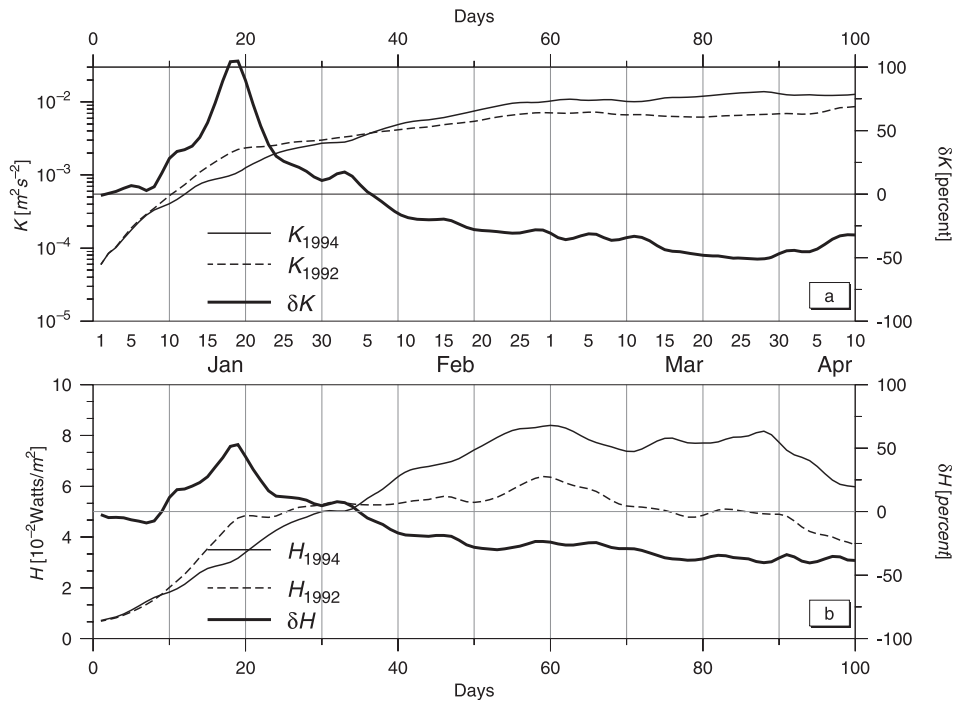 Days
0 20 40 60 80 100
10⁻² 10⁻³ 10⁻⁴ 10⁻⁵
K [m²s⁻²]
100 50 0 -50 -100
δK [percent]
K₁₉₉₄
K₁₉₉₂
δK
a
1 5 10 15 20 25 30 5 10 15 20 25 1 5 10 15 20 25 30 5 10
Jan Feb Mar Apr
10 8 6 4 2 0
H [10⁻²Watts/m²]
100 50 0 -50 -100
δH [percent]
H₁₉₉₄
H₁₉₉₂
δH
b
0 20 40 60 80 100
Days